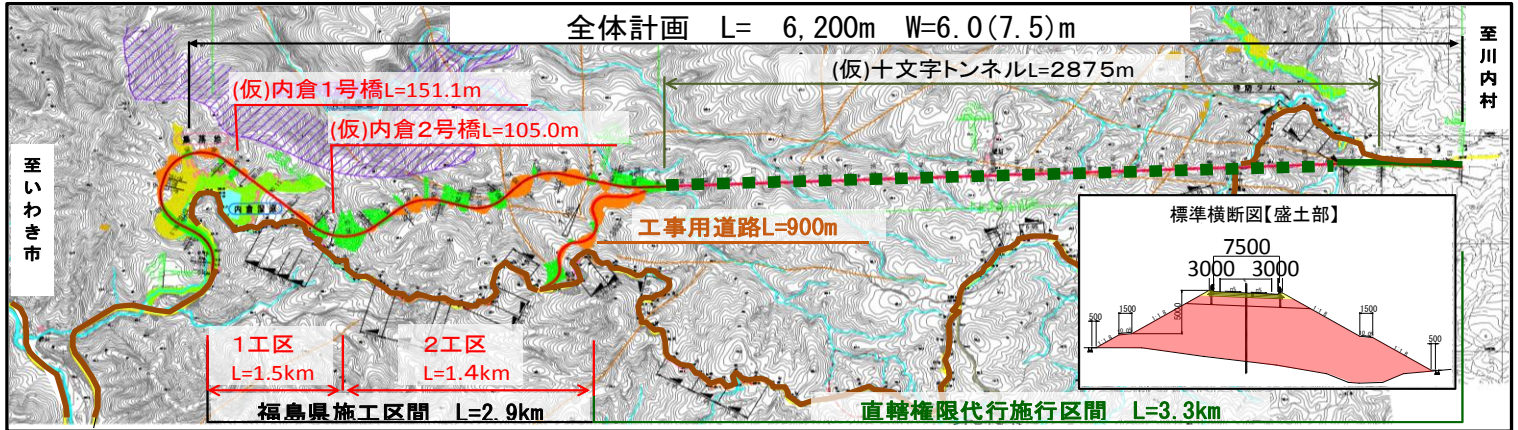 全体計画 L= 6,200m W=6.0(7.5)m
至川内村
(仮)十文字トンネルL=2875m
(仮)内倉1号橋L=151.1m
(仮)内倉2号橋L=105.0m
至いわき市
内倉湿原
工事用道路L=900m
標準横断図【盛土部】
7500
3000 3000
1500
1500
500
500
5000
1工区
L=1.5km
2工区
L=1.4km
福島県施工区間 L=2.9km
直轄権限代行施行区間 L=3.3km